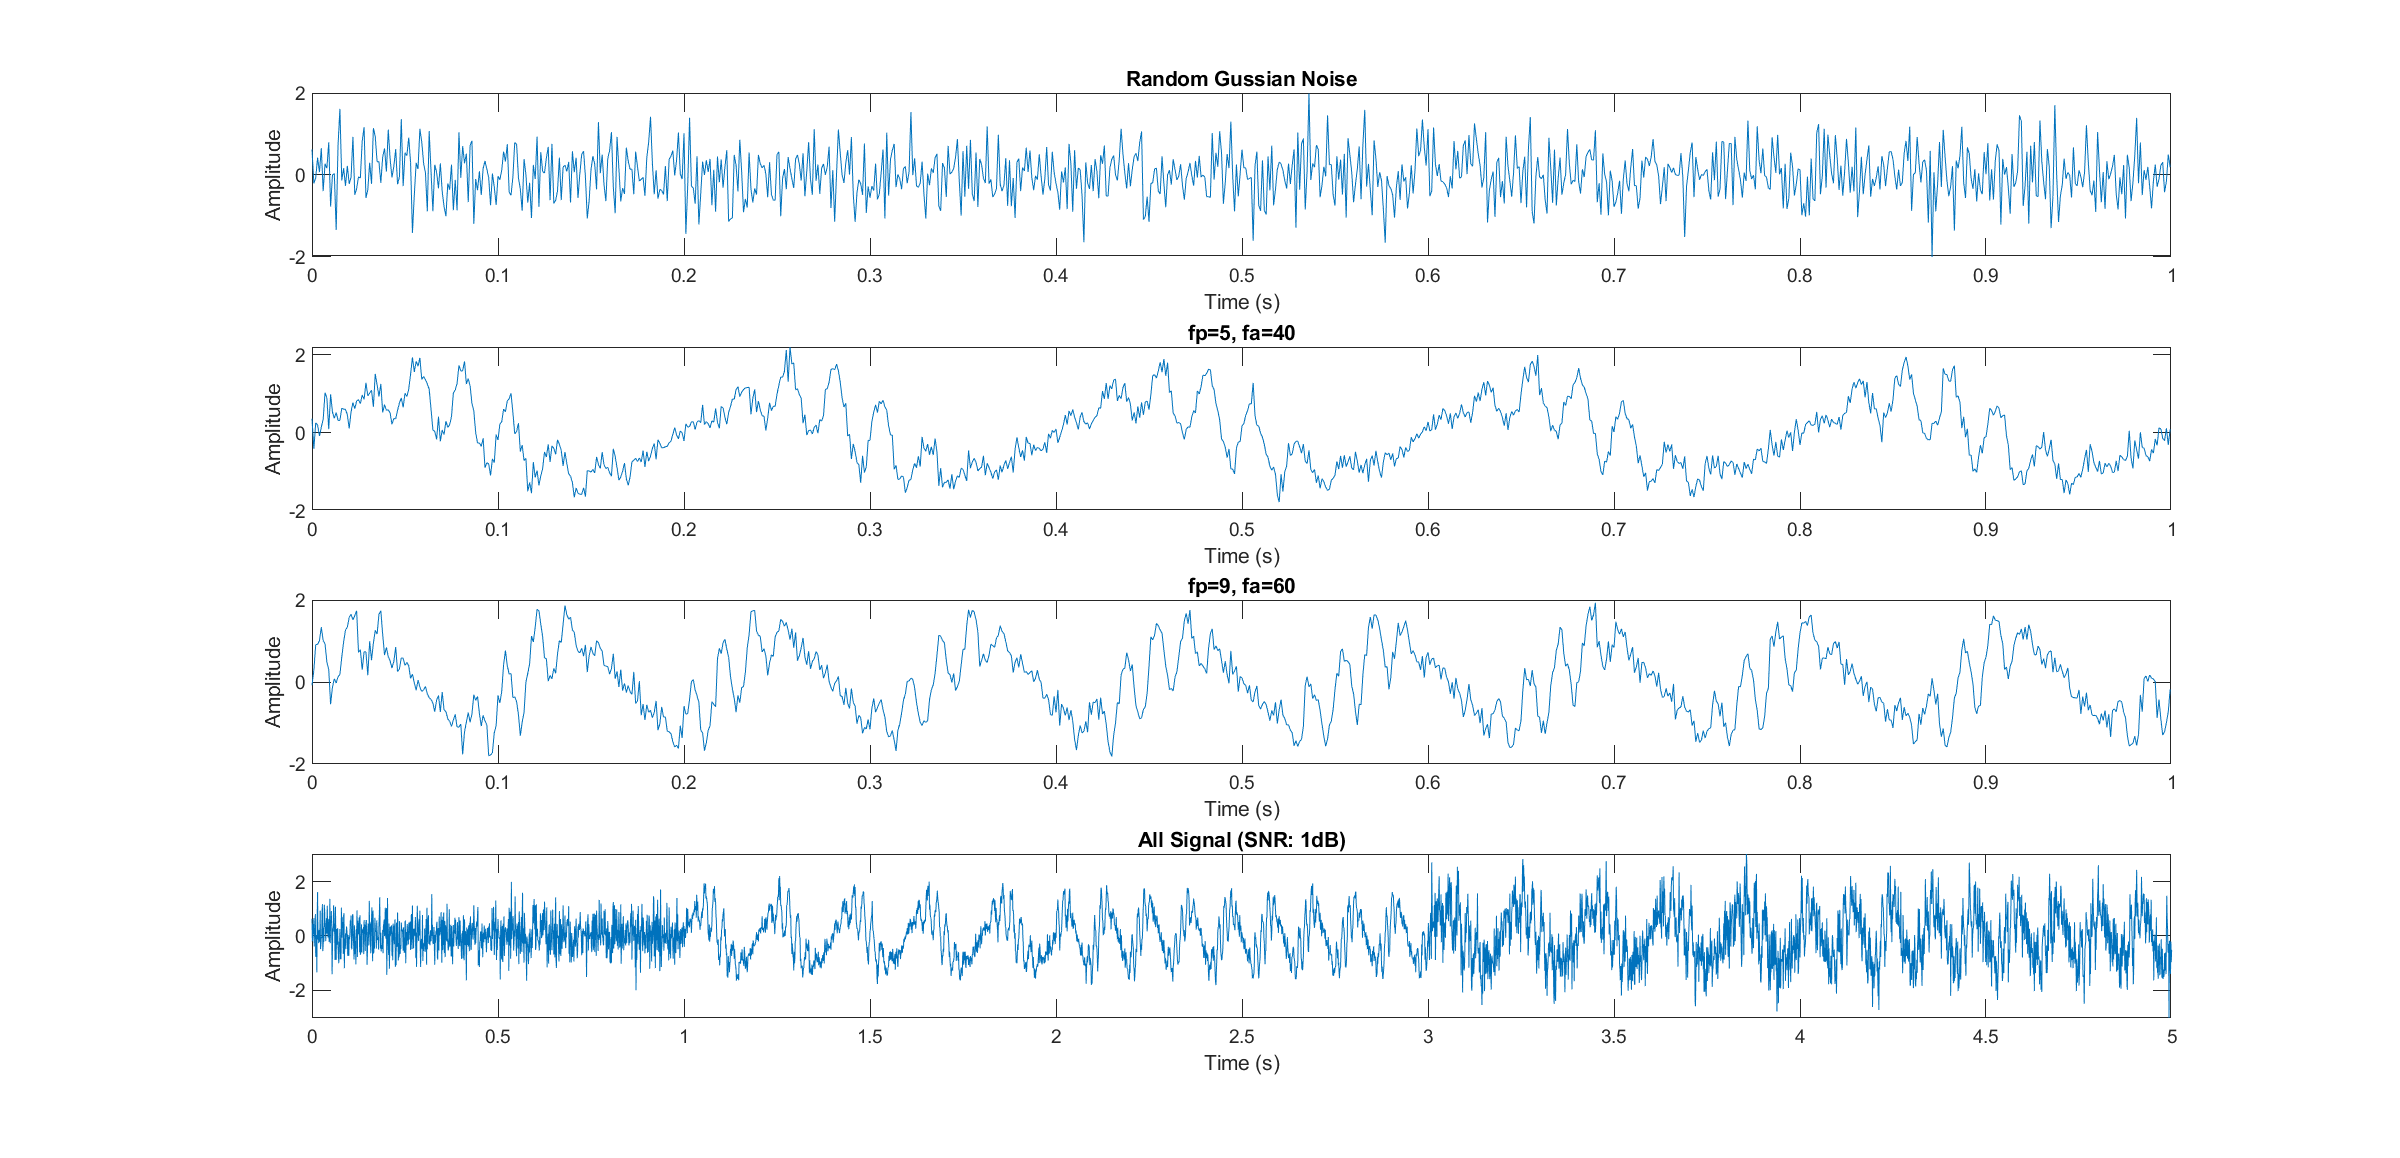 Random Gussian Noise
Amplitude
2
0
-2
0 0.1 0.2 0.3 0.4 0.5 0.6 0.7 0.8 0.9 1
Time (s)
fp=5, fa=40
Amplitude
2
0
-2
0 0.1 0.2 0.3 0.4 0.5 0.6 0.7 0.8 0.9 1
Time (s)
fp=9, fa=60
Amplitude
2
0
-2
0 0.1 0.2 0.3 0.4 0.5 0.6 0.7 0.8 0.9 1
Time (s)
All Signal (SNR: 1dB)
Amplitude
2
0
-2
0 0.5 1 1.5 2 2.5 3 3.5 4 4.5 5
Time (s)